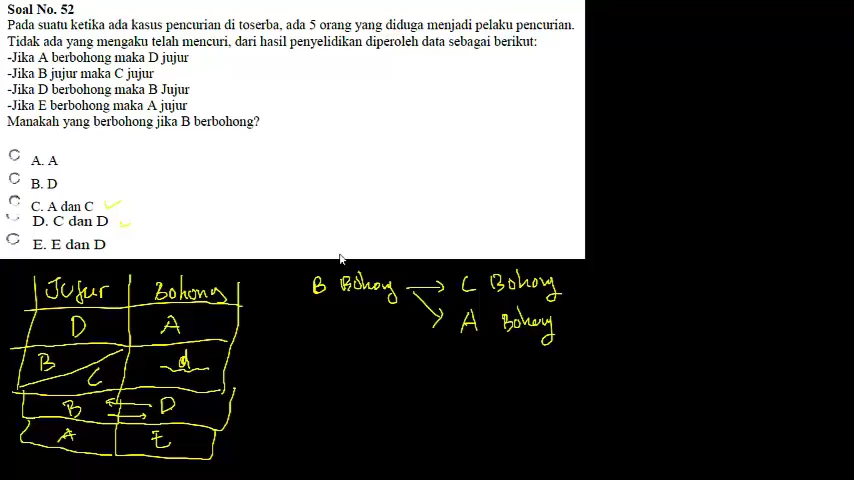 Soal No. 52
Pada suatu ketika ada kasus pencurian di toserba, ada 5 orang yang diduga menjadi pelaku pencurian.
Tidak ada yang mengaku telah mencuri, dari hasil penyelidikan diperoleh data sebagai berikut:
-Jika A berbohong maka D jujur
-Jika B jujur maka C jujur
-Jika D berbohong maka B Jujur
-Jika E berbohong maka A jujur
Manakah yang berbohong jika B berbohong?
A. A
B. D
C. A dan C
D. C dan D
E. E dan D
Jujur Bohong
D A
B C d
B D
A E
B Bohong → C Bohong
A Bohong